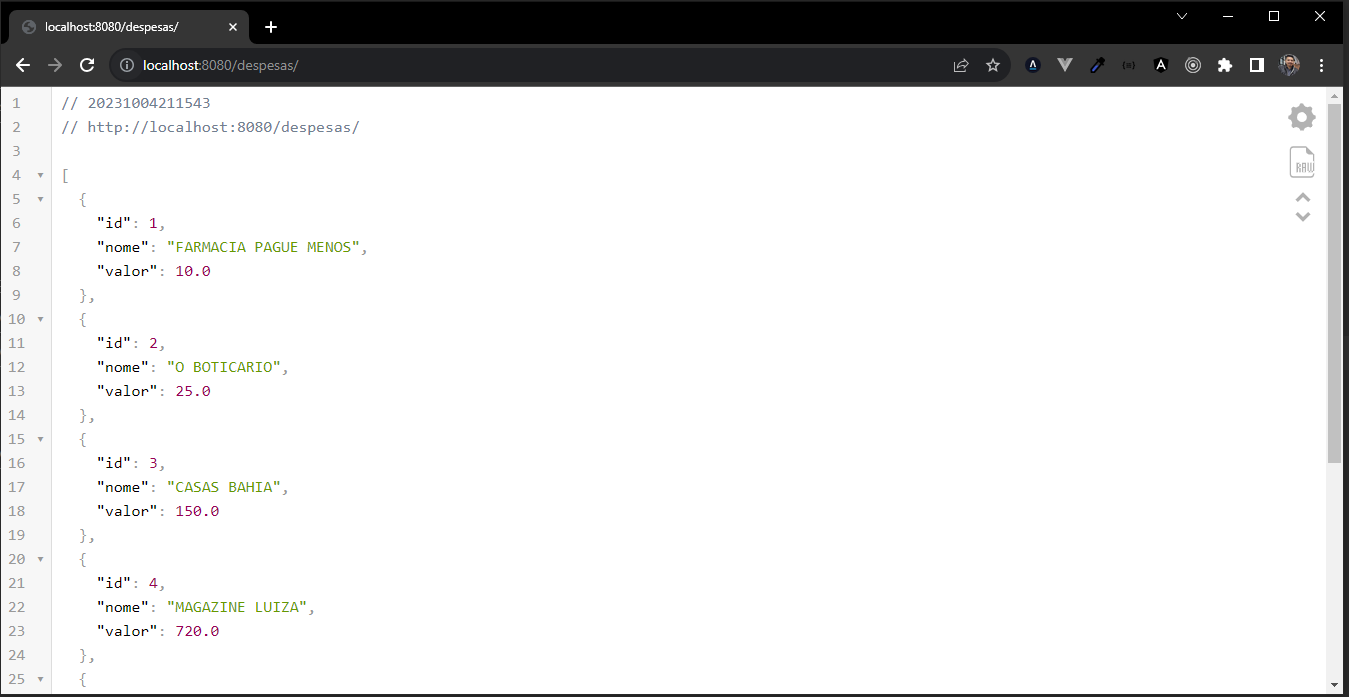 localhost:8080/despesas/
localhost:8080/despesas/
1 // 20231004211543
2 // http://localhost:8080/despesas/
3
4 [
5 {
6 "id": 1,
7 "nome": "FARMACIA PAGUE MENOS",
8 "valor": 10.0
9 },
10 {
11 "id": 2,
12 "nome": "O BOTICARIO",
13 "valor": 25.0
14 },
15 {
16 "id": 3,
17 "nome": "CASAS BAHIA",
18 "valor": 150.0
19 },
20 {
21 "id": 4,
22 "nome": "MAGAZINE LUIZA",
23 "valor": 720.0
24 },
25 {
RAW